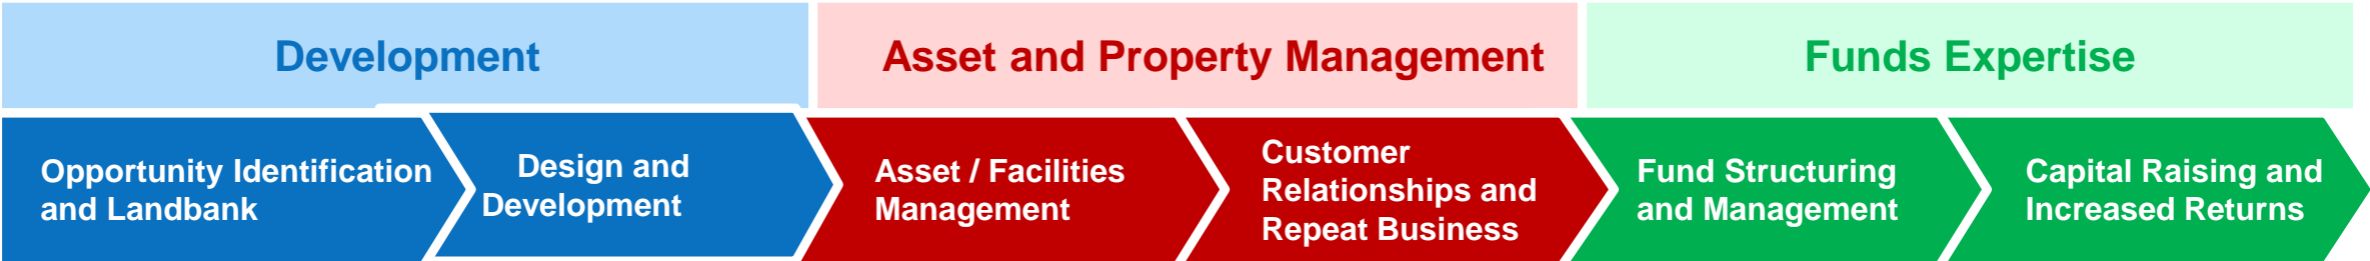 Development
Asset and Property Management
Funds Expertise
Opportunity Identification
and Landbank
Design and
Development
Asset / Facilities
Management
Customer
Relationships and
Repeat Business
Fund Structuring
and Management
Capital Raising and
Increased Returns